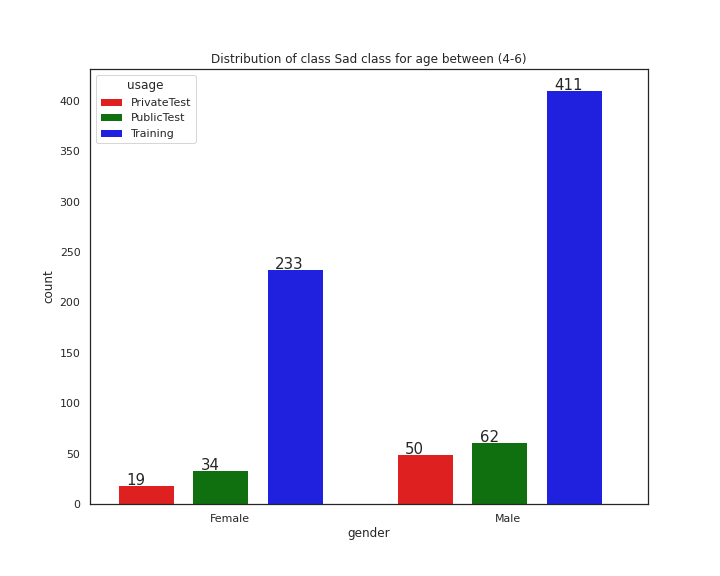 Distribution of class Sad class for age between (4-6)
usage
PrivateTest
PublicTest
Training
count
400
350
300
250
200
150
100
50
0
19
34
233
50
62
411
Female
Male
gender